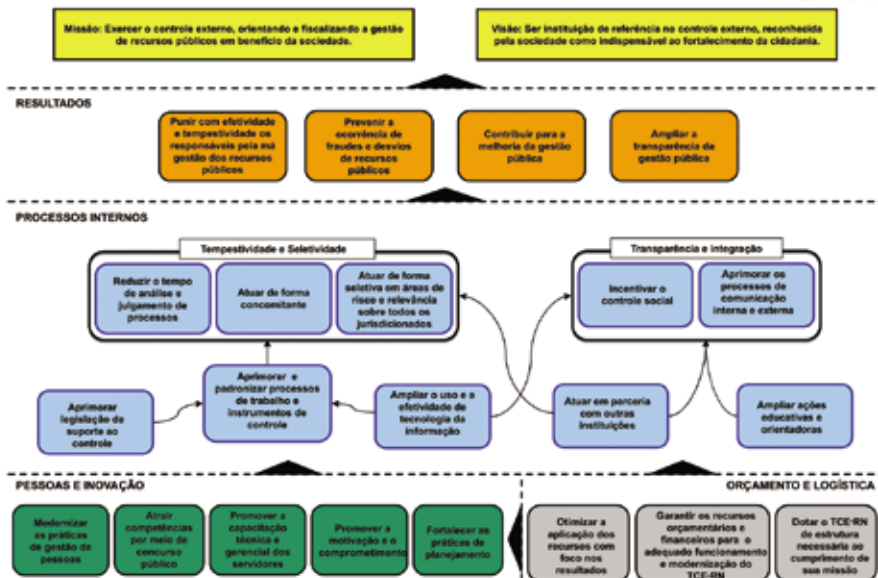 Missão: Exercer o controle externo, orientando e fiscalizando a gestão
de recursos públicos em benefício da sociedade.
Visão: Ser instituição de referência no controle externo, reconhecida
pela sociedade como indispensável ao fortalecimento da cidadania.
RESULTADOS
Punir com efetividade
e tempestividade os
responsáveis pela má
gestão dos recursos
públicos
Prevenir a
ocorrência de
fraudes e desvios
de recursos
públicos
Contribuir para a
melhoria da gestão
pública
Ampliar a
transparência da
gestão pública
PROCESSOS INTERNOS
Tempestividade e Seletividade
Reduzir o tempo
de análise e
julgamento de
processos
Atuar de forma
concomitante
Atuar de forma
seletiva em áreas de
risco e relevância
sobre todos os
jurisdicionados
Transparência e integração
Incentivar o
controle social
Aprimorar os
processos de
comunicação
interna e externa
Aprimorar
legislação de
suporte ao
controle
Aprimorar e
padronizar processos
de trabalho e
instrumentos de
controle
Ampliar o uso e a
efetividade de
tecnologia da
informação
Atuar em parceria
com outras
instituições
Ampliar ações
educativas e
orientadoras
PESSOAS E INOVAÇÃO
Modernizar
as práticas
de gestão de
pessoas
Atrair
competências
por meio de
concurso
público
Promover a
capacitação
técnica e
gerencial dos
servidores
Promover a
motivação e o
comprometimento
Fortalecer as
práticas de
planejamento
ORÇAMENTO E LOGÍSTICA
Otimizar a
aplicação dos
recursos com
foco nos
resultados
Garantir os recursos
orçamentários e
financeiros para o
adequado funcionamento
e modernização do
TCE-RN
Dotar o TCE-RN
de estrutura
necessária ao
cumprimento de
sua missão